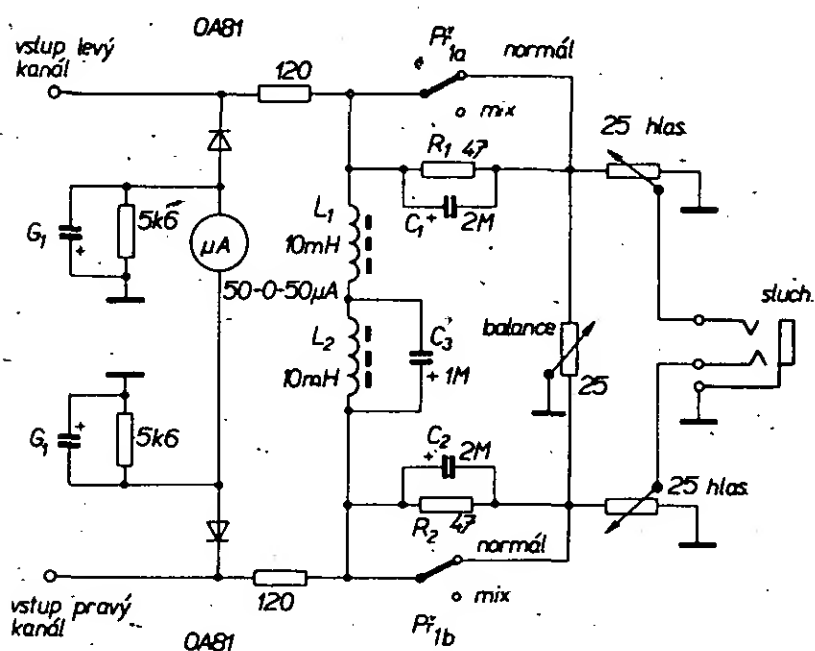 OA81
vstup levý
kanál
120
Př1a
normál
mix
25 hlas.
R1 47
C1 + 2M
G1
+
5k6
µA
L1
10mH
50-0-50µA
L2
10mH
C3
+ 1M
balance
25
sluch.
G1
+
5k6
C2
+ 2M
R2 47
25 hlas.
normál
mix
Př1b
120
vstup pravý
kanál
OA81